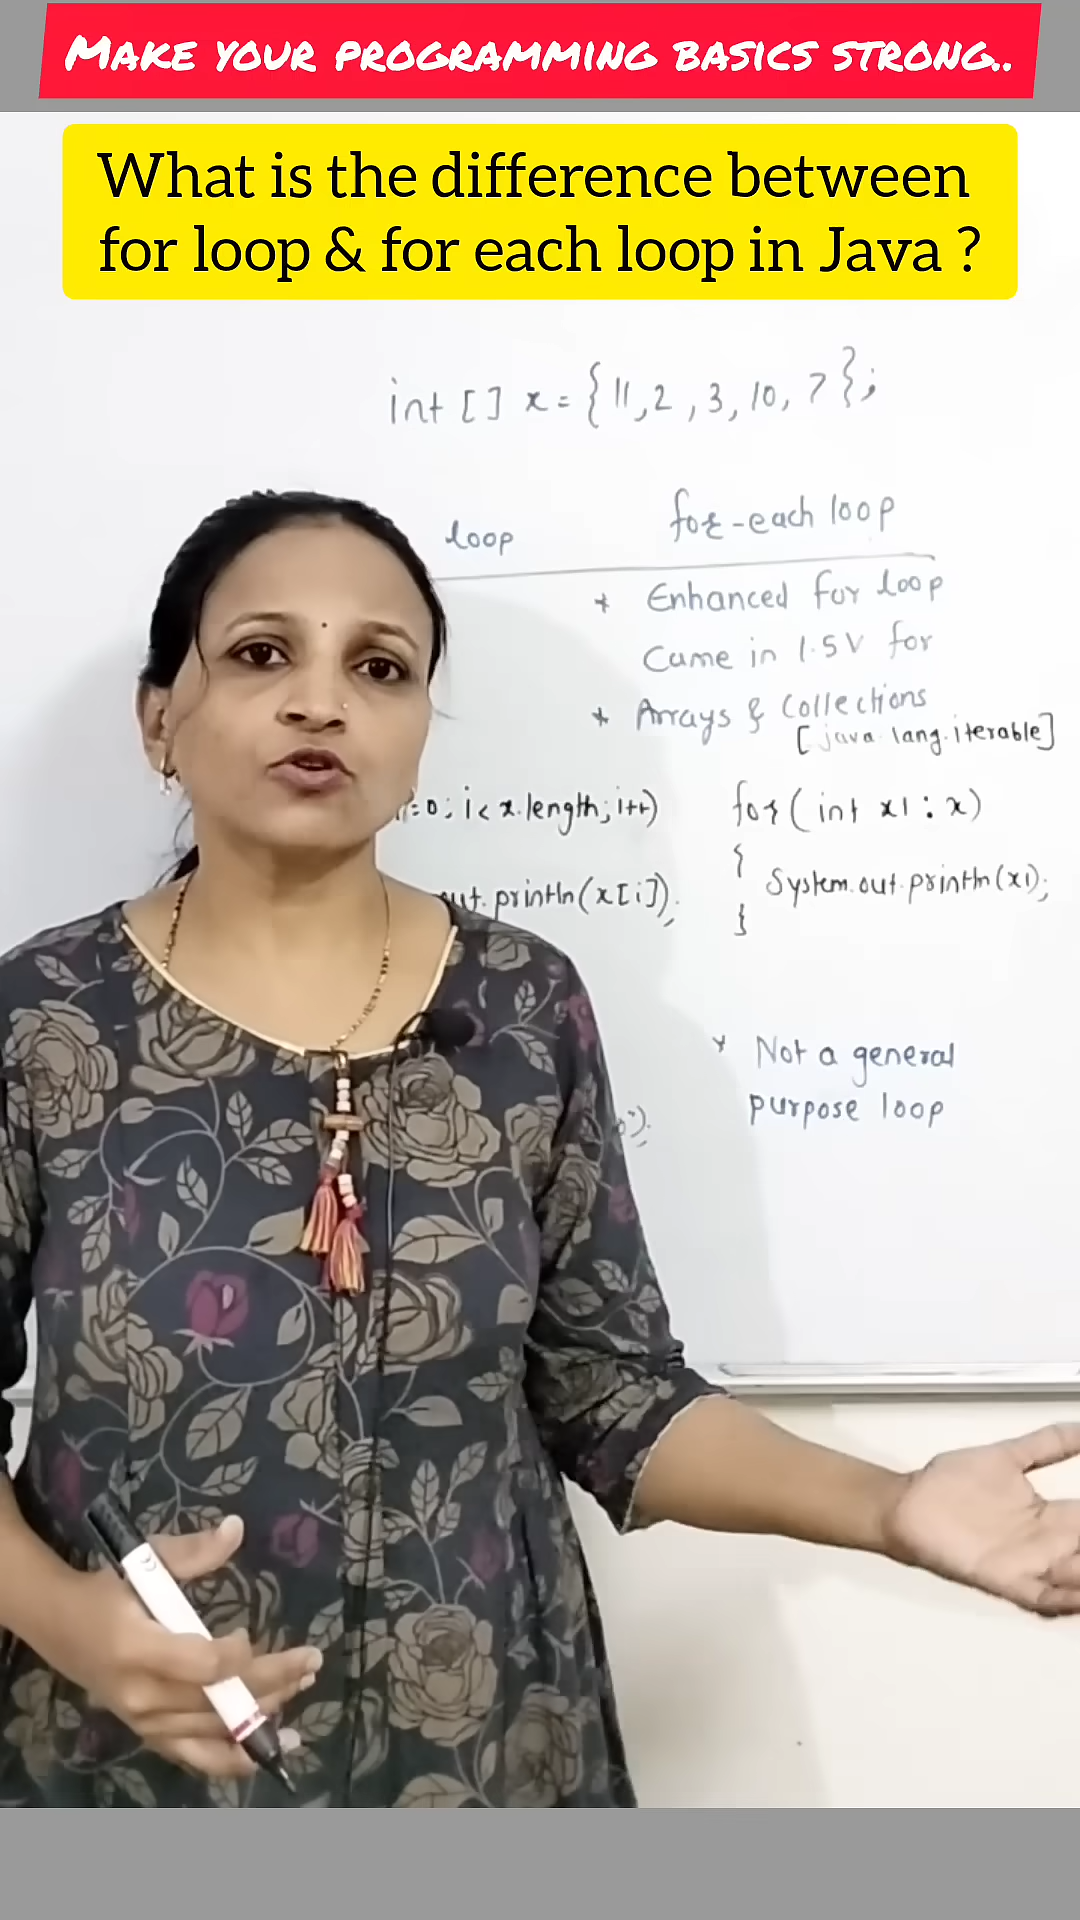 MAKE YOUR PROGRAMMING BASICS STRONG..
What is the difference between
for loop & for each loop in Java ?
int [] x = {11,2,3,10,7};
loop
for-each loop
* Enhanced for loop
Came in 1.5V for
* Arrays & Collections
[java.lang.iterable]
=0; i< x.length; i++)
out.println(x[i]);
for(int x1 : x)
{
System.out.println(x1);
}
* Not a general
purpose loop